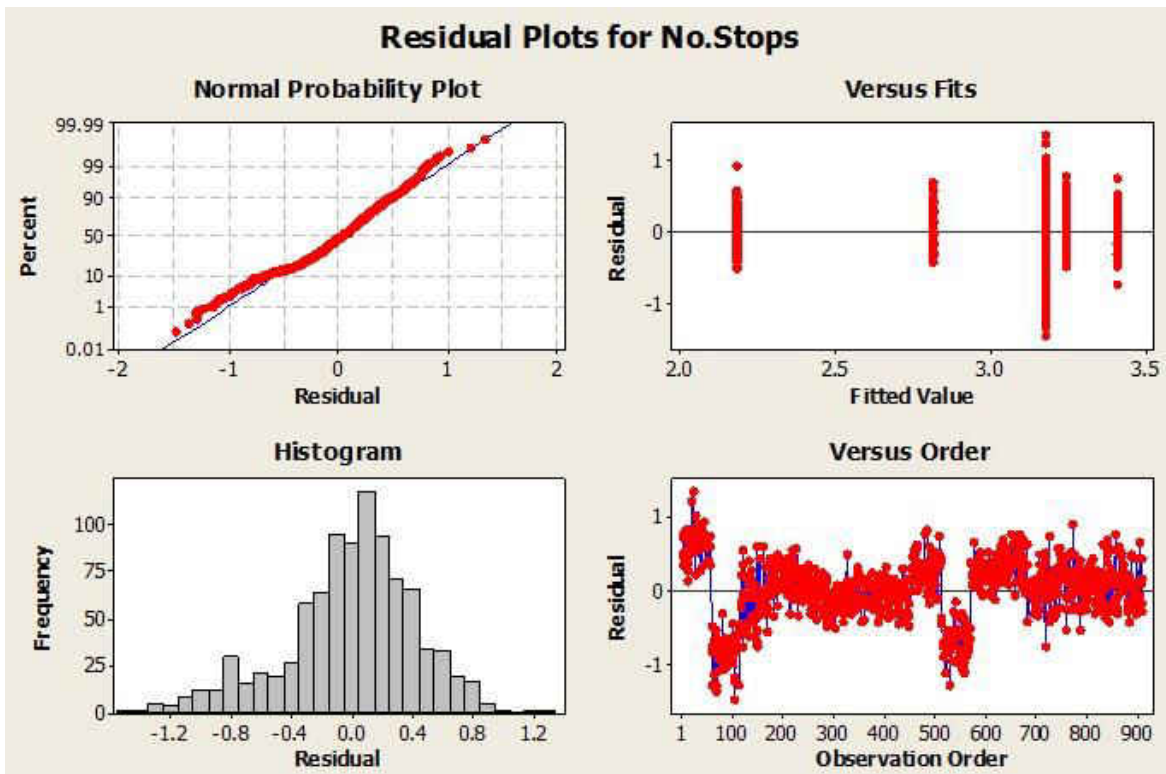 Residual Plots for No.Stops
Normal Probability Plot
99.99
99
90
50
10
1
0.01
Percent
-2 -1 0 1 2
Residual
Versus Fits
1
0
-1
Residual
2.0 2.5 3.0 3.5
Fitted Value
Histogram
100
75
50
25
0
Frequency
-1.2 -0.8 -0.4 0.0 0.4 0.8 1.2
Residual
Versus Order
1
0
-1
Residual
1 100 200 300 400 500 600 700 800 900
Observation Order